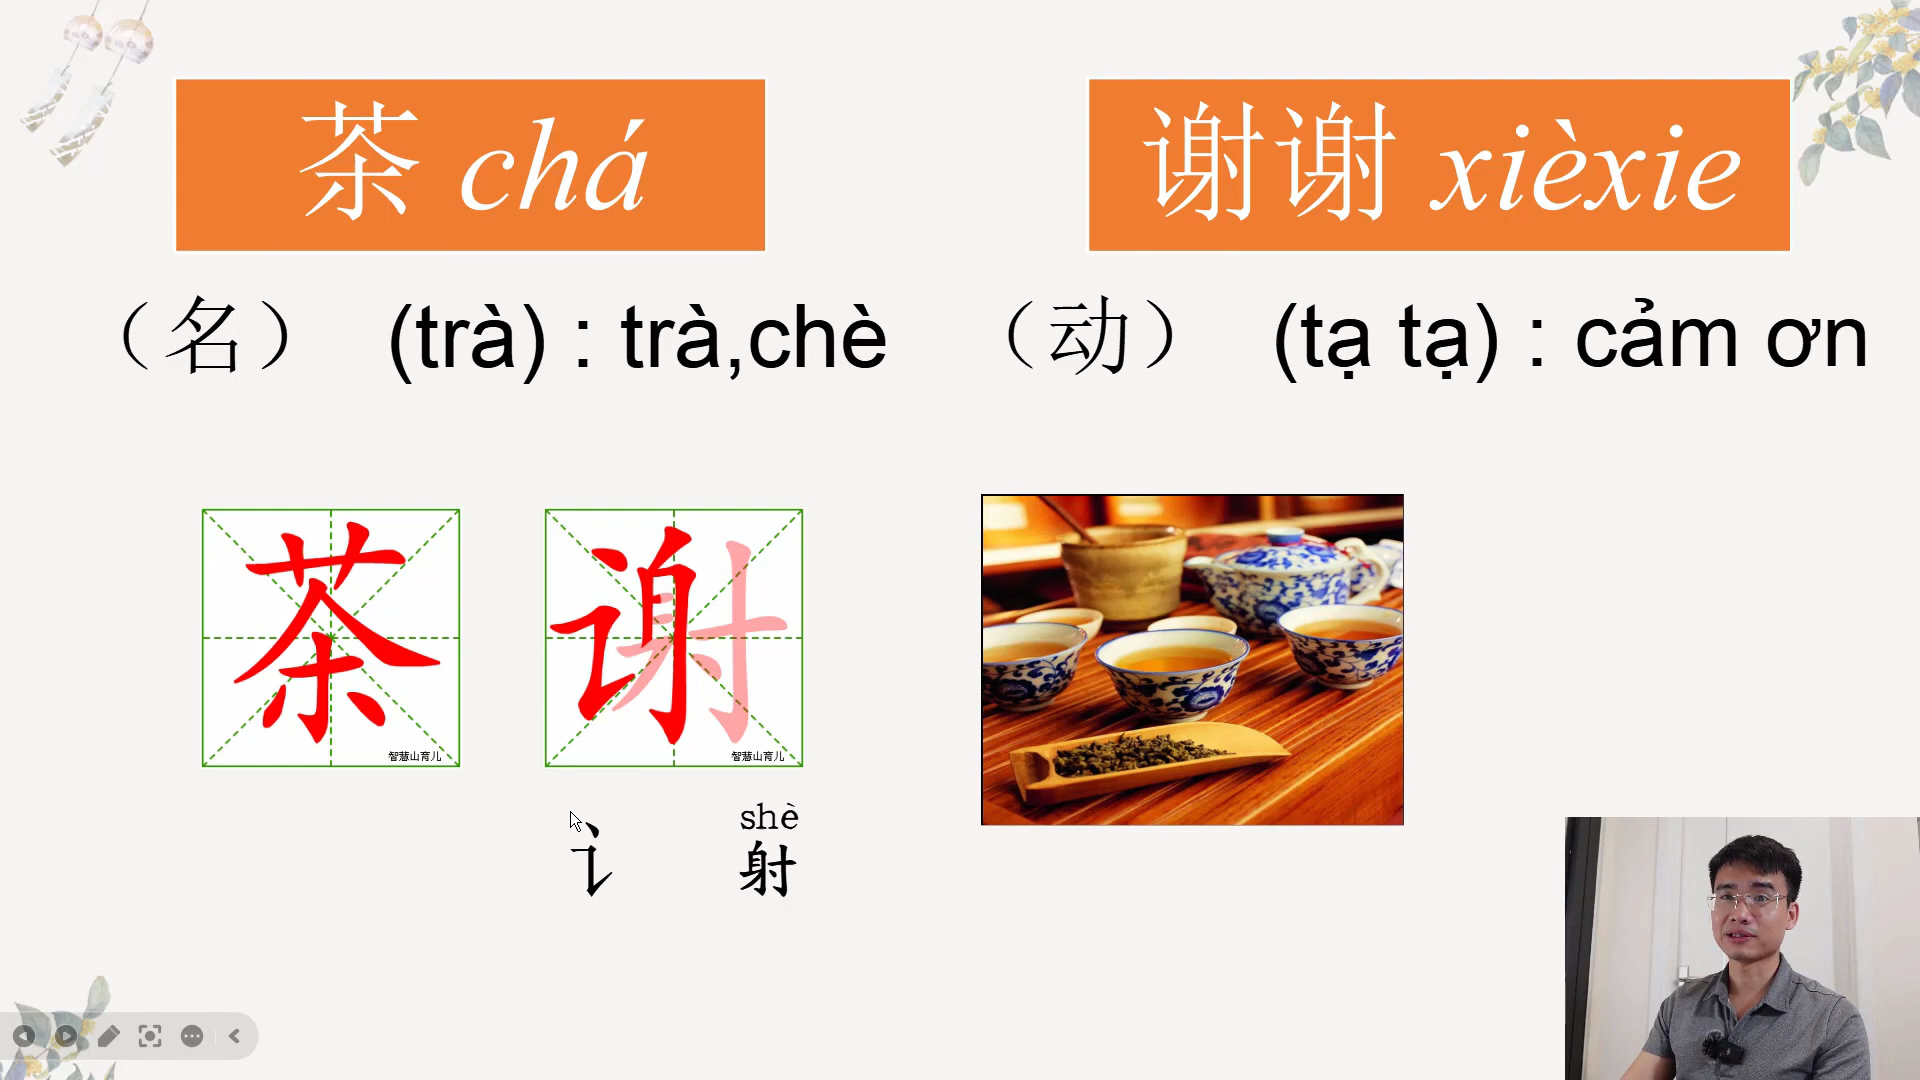 茶 chá
谢谢 xièxie
（名） (trà) : trà,chè
（动） (tạ tạ) : cảm ơn
茶
谢
智慧山育儿
智慧山育儿
shè
讠 射